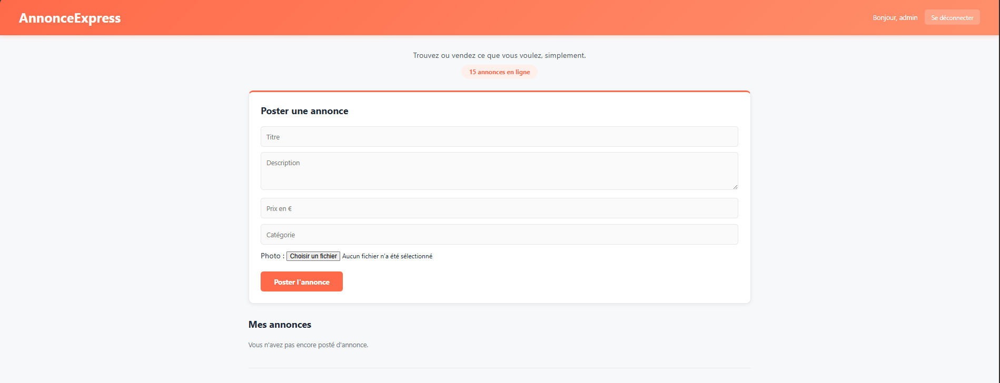 AnnonceExpress
Bonjour, admin
Se déconnecter
Trouvez ou vendez ce que vous voulez, simplement.
15 annonces en ligne
Poster une annonce
Titre
Description
Prix en €
Catégorie
Photo : Choisir un fichier Aucun fichier n'a été sélectionné
Poster l'annonce
Mes annonces
Vous n'avez pas encore posté d'annonce.